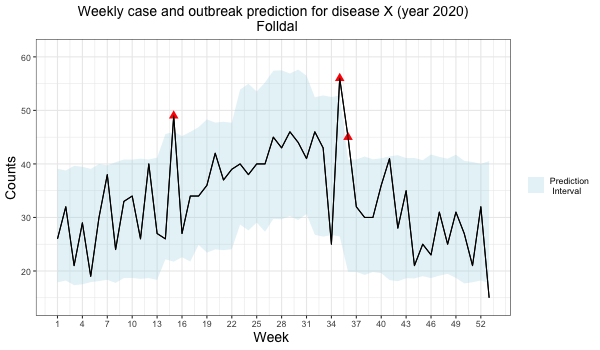 Weekly case and outbreak prediction for disease X (year 2020)
Folldal
60
50
40
30
20
Counts
1 4 7 10 13 16 19 22 25 28 31 34 37 40 43 46 49 52
Week
Prediction
Interval